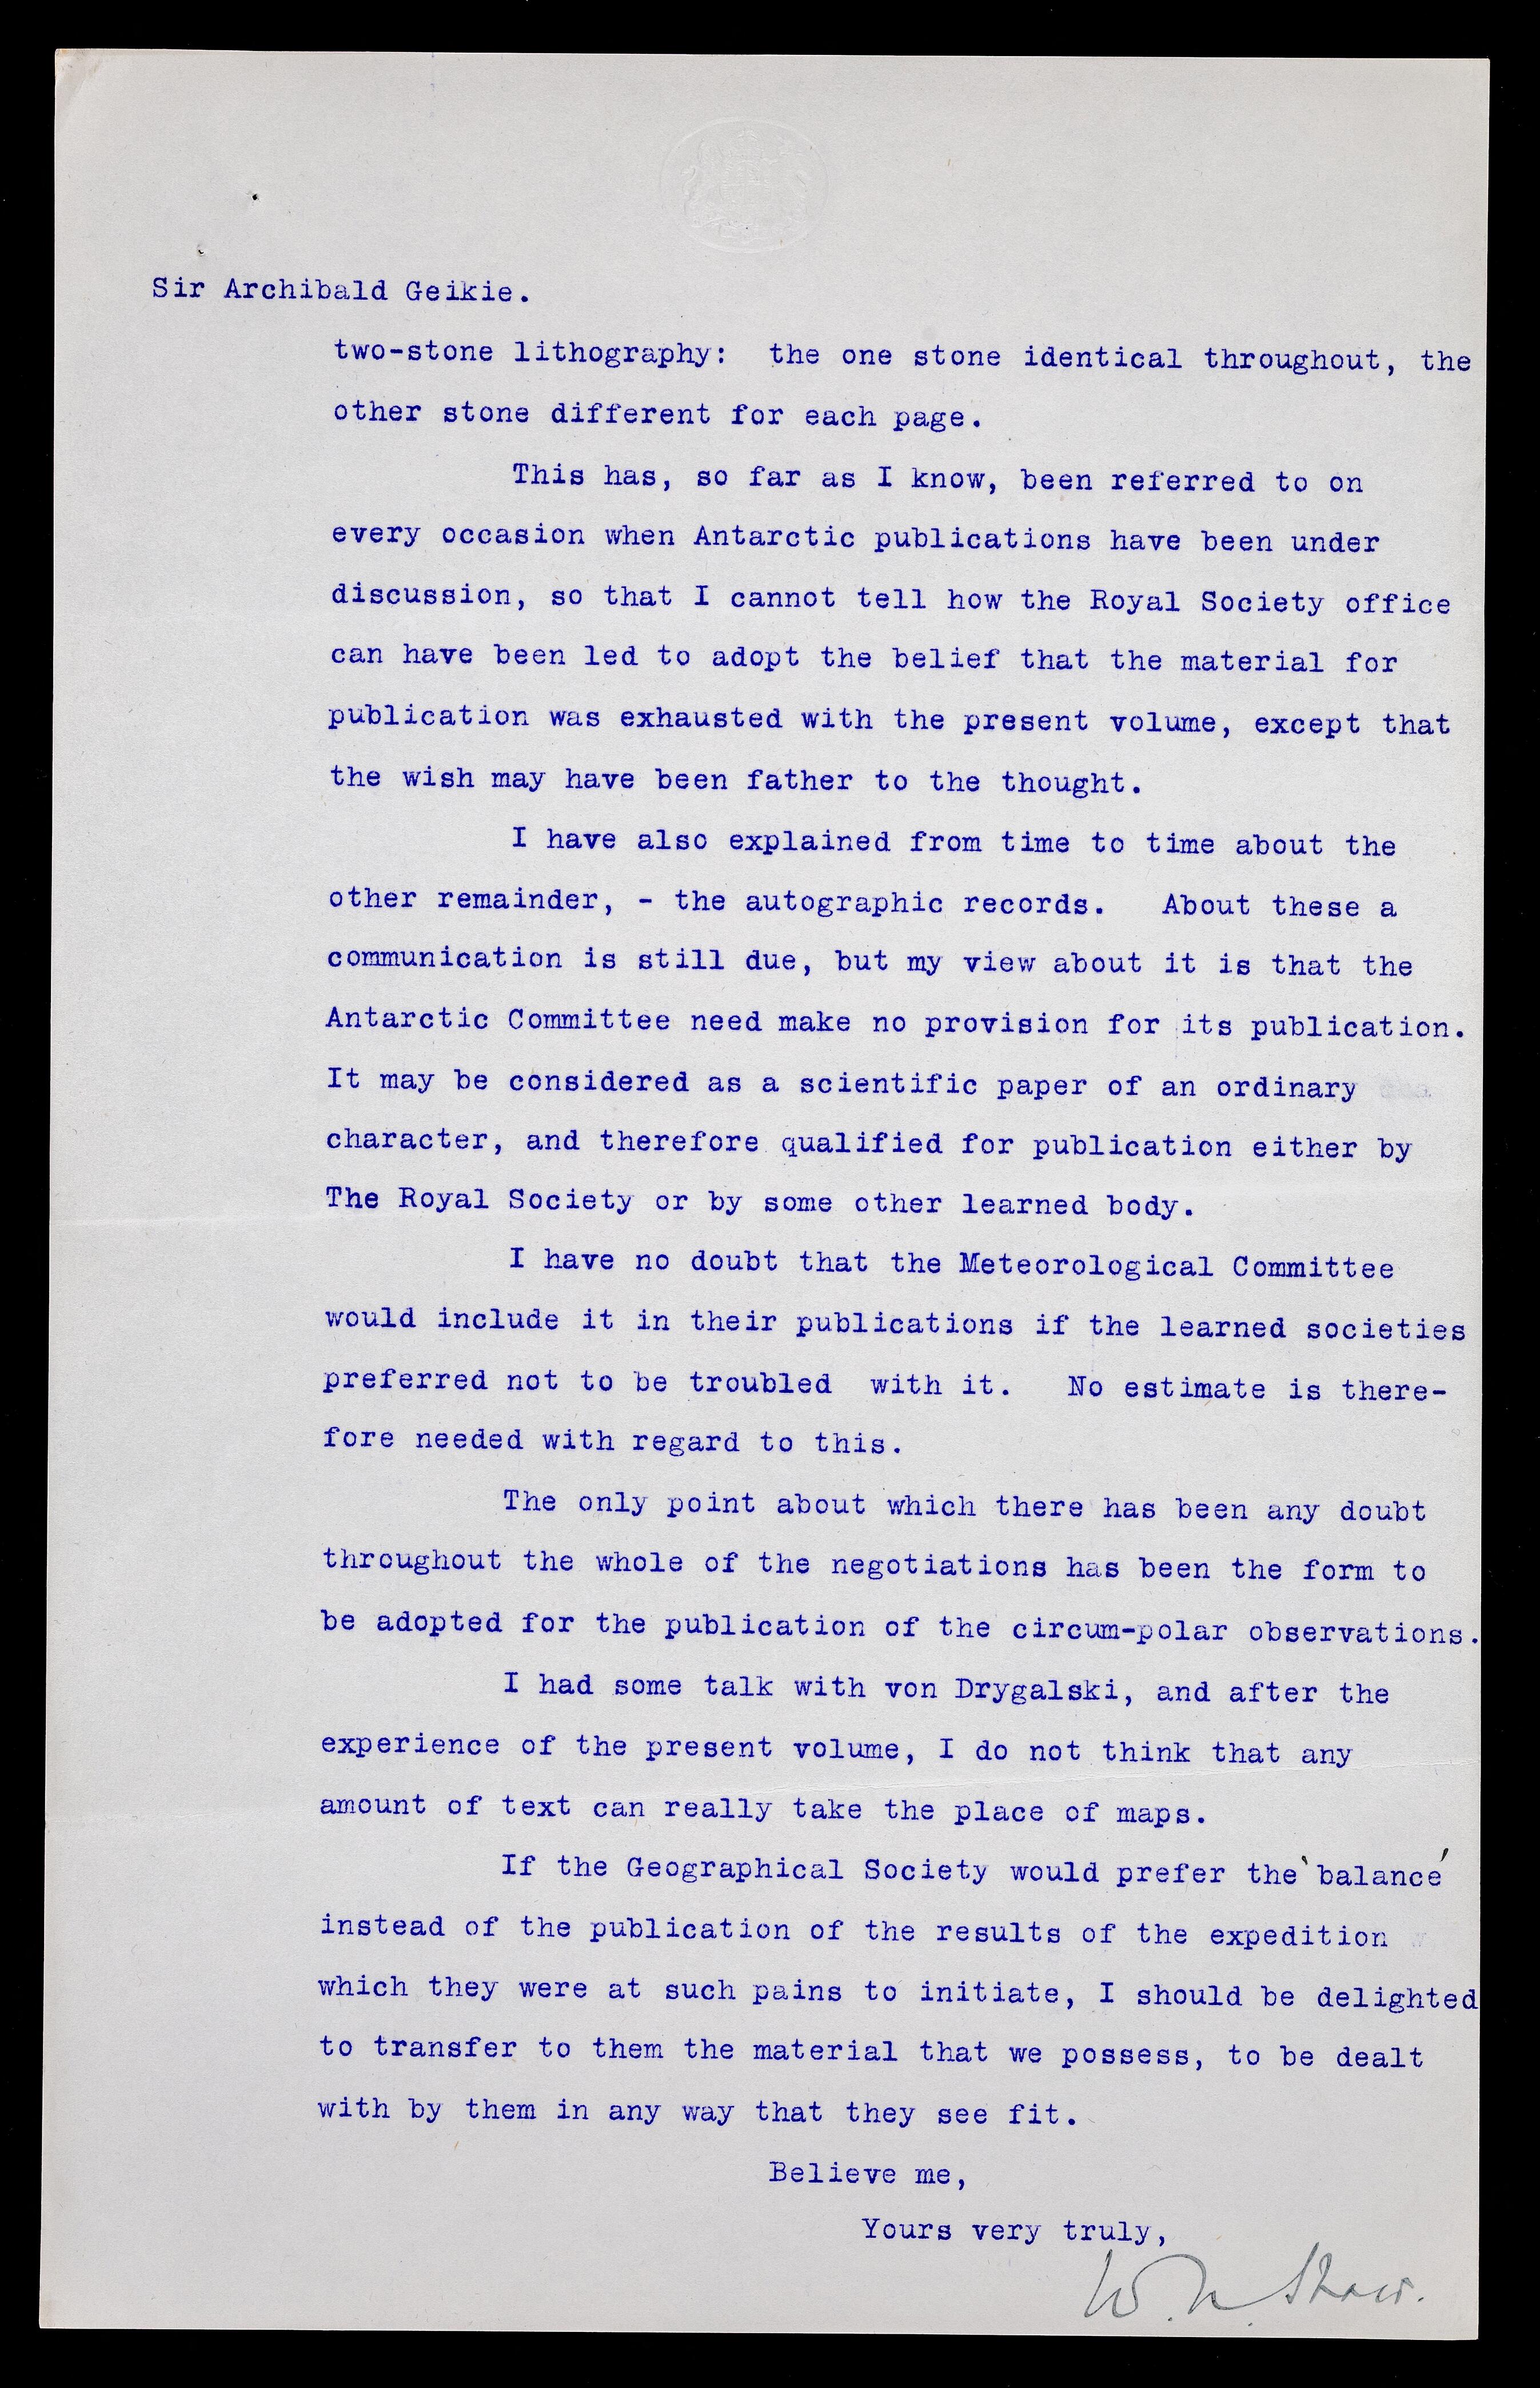 Sir Archibald Geikie.
two-stone lithography:  the one stone identical throughout, the
other stone different for each page.
This has, so far as I know, been referred to on
every occasion when Antarctic publications have been under
discussion, so that I cannot tell how the Royal Society office
can have been led to adopt the belief that the material for
publication was exhausted with the present volume, except that
the wish may have been father to the thought.
I have also explained from time to time about the
other remainder, - the autographic records.  About these a
communication is still due, but my view about it is that the
Antarctic Committee need make no provision for its publication.
It may be considered as a scientific paper of an ordinary
character, and therefore qualified for publication either by
The Royal Society or by some other learned body.
I have no doubt that the Meteorological Committee
would include it in their publications if the learned societies
preferred not to be troubled  with it.  No estimate is there-
fore needed with regard to this.
The only point about which there has been any doubt
throughout the whole of the negotiations has been the form to
be adopted for the publication of the circum-polar observations.
I had some talk with von Drygalski, and after the
experience of the present volume, I do not think that any
amount of text can really take the place of maps.
If the Geographical Society would prefer the 'balance'
instead of the publication of the results of the expedition
which they were at such pains to initiate, I should be delighted
to transfer to them the material that we possess, to be dealt
with by them in any way that they see fit.
Believe me,
Yours very truly,
W. N. Shaw.